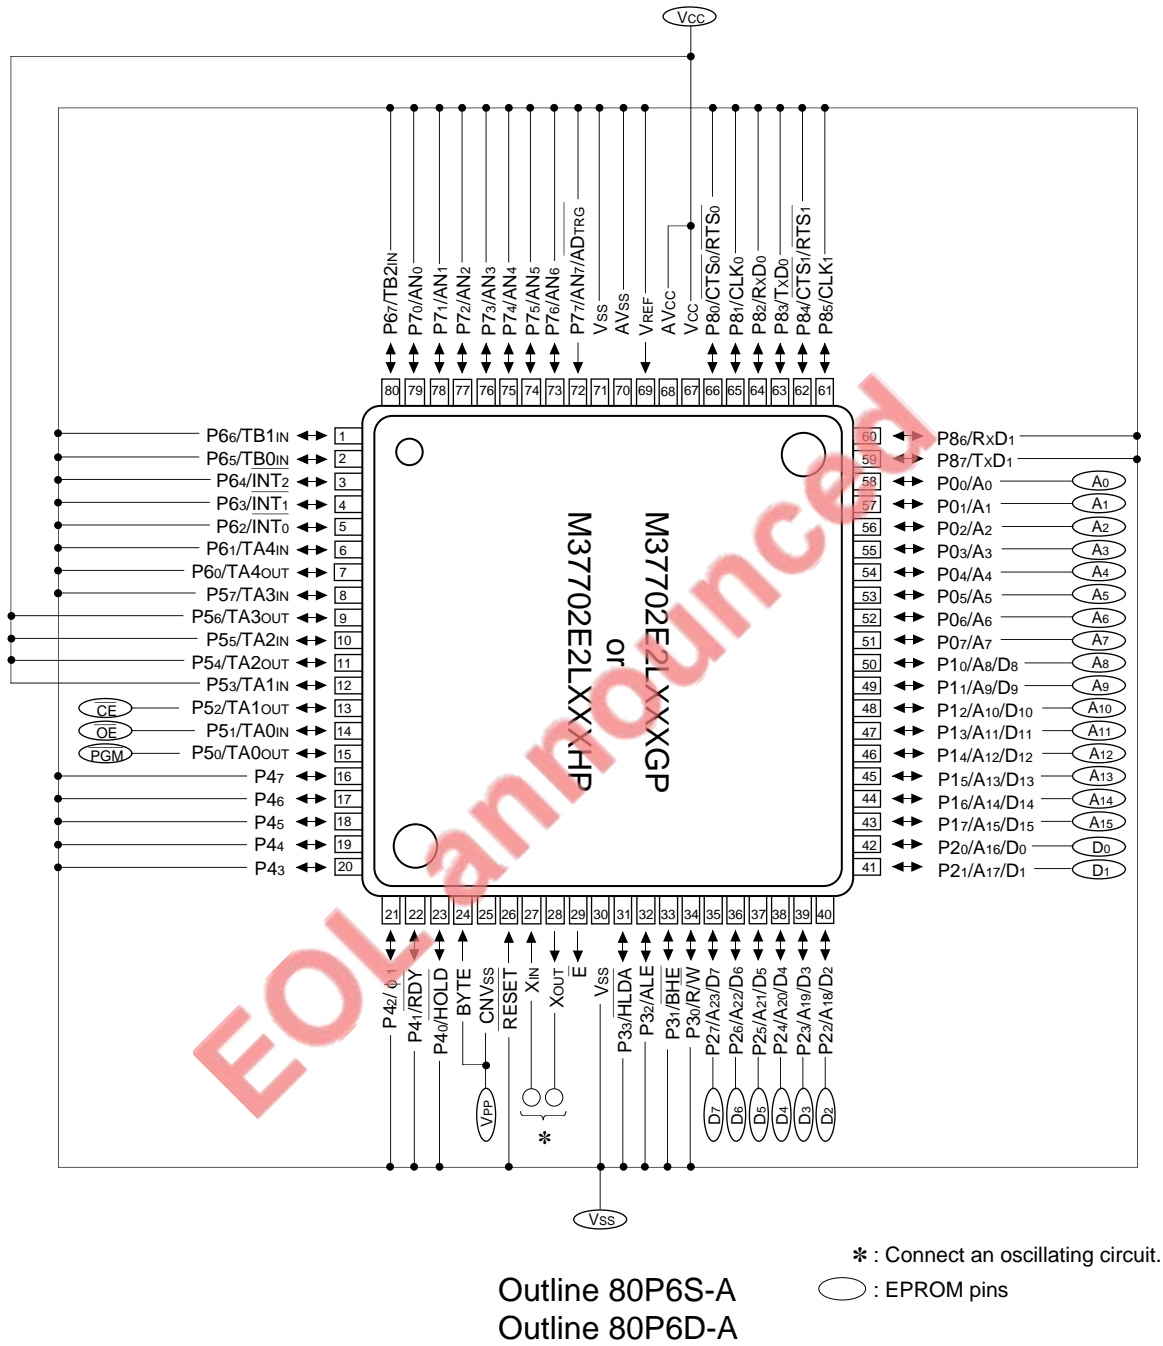 Vcc
P67/TB2IN
P70/AN0
P71/AN1
P72/AN2
P73/AN3
P74/AN4
P75/AN5
P76/AN6
P77/AN7/ADTRG
VSS
AVSS
VREF
AVCC
VCC
P80/CTS0/RTS0
P81/CLK0
P82/RXD0
P83/TXD0
P84/CTS1/RTS1
P85/CLK1
80 79 78 77 76 75 74 73 72 71 70 69 68 67 66 65 64 63 62 61
P66/TB1IN 1
P65/TB0IN 2
P64/INT2 3
P63/INT1 4
P62/INT0 5
P61/TA4IN 6
P60/TA4OUT 7
P57/TA3IN 8
P56/TA3OUT 9
P55/TA2IN 10
P54/TA2OUT 11
P53/TA1IN 12
CE P52/TA1OUT 13
OE P51/TA0IN 14
PGM P50/TA0OUT 15
P47 16
P46 17
P45 18
P44 19
P43 20
M37702E2LXXXGP
or
M37702E2LXXXHP
EOL announced
60 P86/RXD1
59 P87/TXD1
58 P00/A0 A0
57 P01/A1 A1
56 P02/A2 A2
55 P03/A3 A3
54 P04/A4 A4
53 P05/A5 A5
52 P06/A6 A6
51 P07/A7 A7
50 P10/A8/D8 A8
49 P11/A9/D9 A9
48 P12/A10/D10 A10
47 P13/A11/D11 A11
46 P14/A12/D12 A12
45 P15/A13/D13 A13
44 P16/A14/D14 A14
43 P17/A15/D15 A15
42 P20/A16/D0 D0
41 P21/A17/D1 D1
21 22 23 24 25 26 27 28 29 30 31 32 33 34 35 36 37 38 39 40
P42/ϕ1
P41/RDY
P40/HOLD
BYTE
CNVSS
RESET
XIN
XOUT
E
VSS
P33/HLDA
P32/ALE
P31/BHE
P30/R/W
P27/A23/D7
P26/A22/D6
P25/A21/D5
P24/A20/D4
P23/A19/D3
P22/A18/D2
VPP
✽
D7
D6
D5
D4
D3
D2
Vss
✽ : Connect an oscillating circuit.
: EPROM pins
Outline 80P6S-A
Outline 80P6D-A